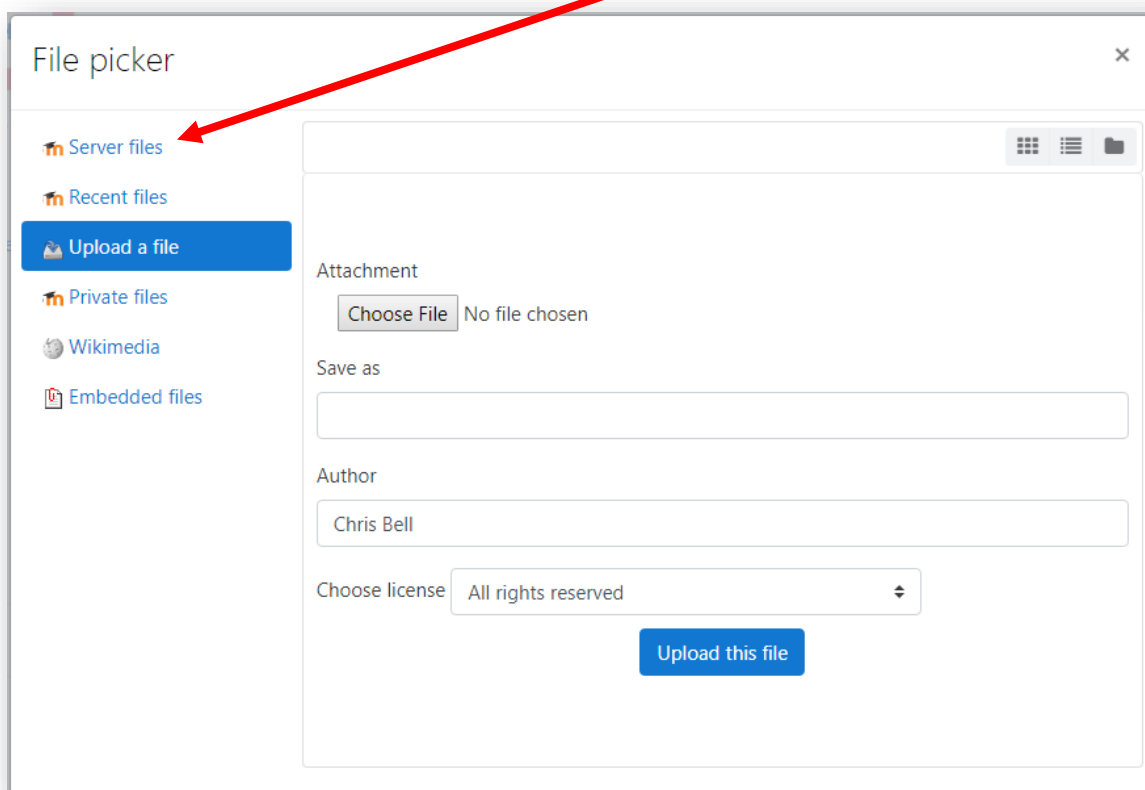 File picker
×
Server files
Recent files
Upload a file
Private files
Wikimedia
Embedded files
Attachment
Choose File No file chosen
Save as
Author
Chris Bell
Choose license All rights reserved
Upload this file